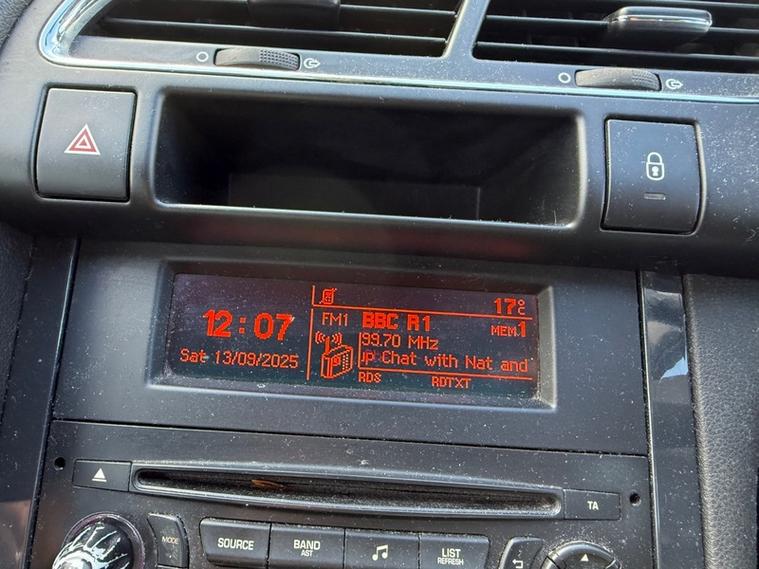 17°C
FM1 BBC R1 MEM.1
12:07
99.70 MHz
Chat with Nat and
Sat 13/09/2025
RDS RDTXT
TA
MODE
SOURCE
BAND
AST
LIST
REFRESH